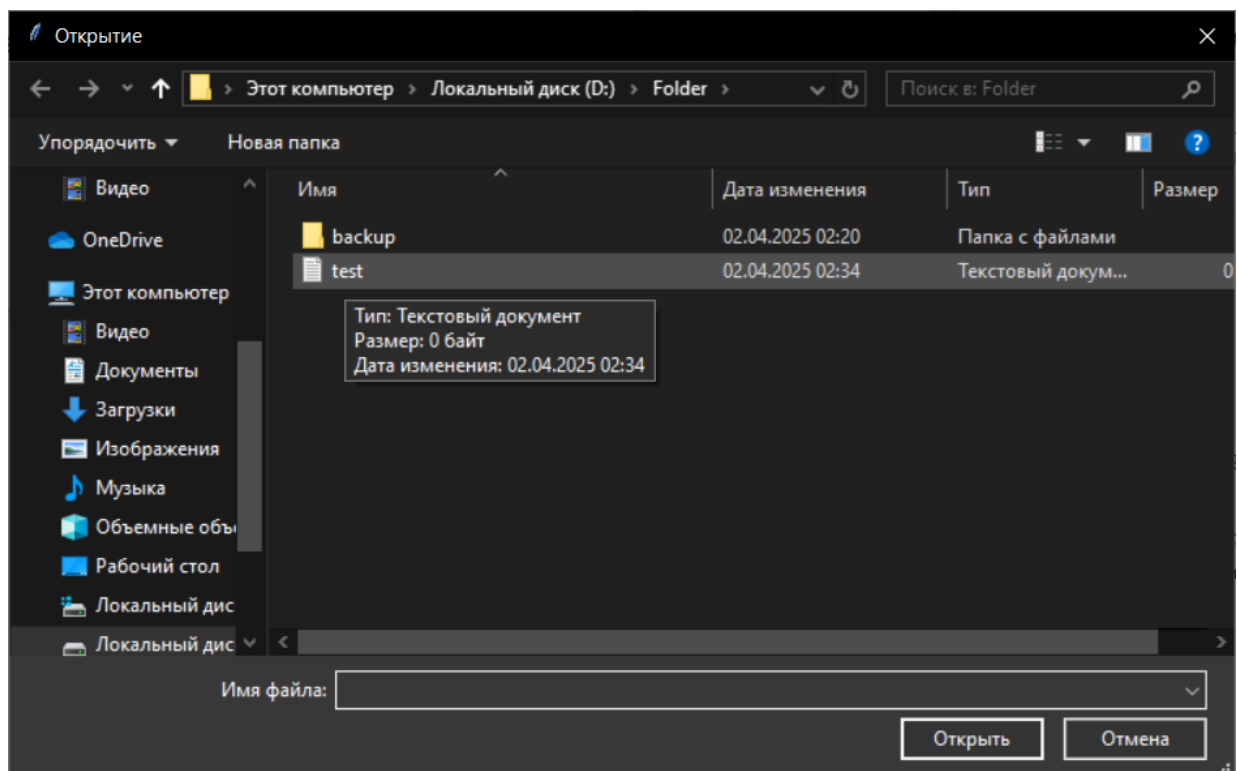 Открытие
Этот компьютер > Локальный диск (D:) > Folder >
Поиск в: Folder
Упорядочить
Новая папка
?
Видео
OneDrive
Этот компьютер
Видео
Документы
Загрузки
Изображения
Музыка
Объемные объ
Рабочий стол
Локальный дис
Локальный дис
Имя Дата изменения Тип Размер
backup 02.04.2025 02:20 Папка с файлами
test 02.04.2025 02:34 Текстовый докум... 0
Тип: Текстовый документ
Размер: 0 байт
Дата изменения: 02.04.2025 02:34
Имя файла:
Открыть
Отмена